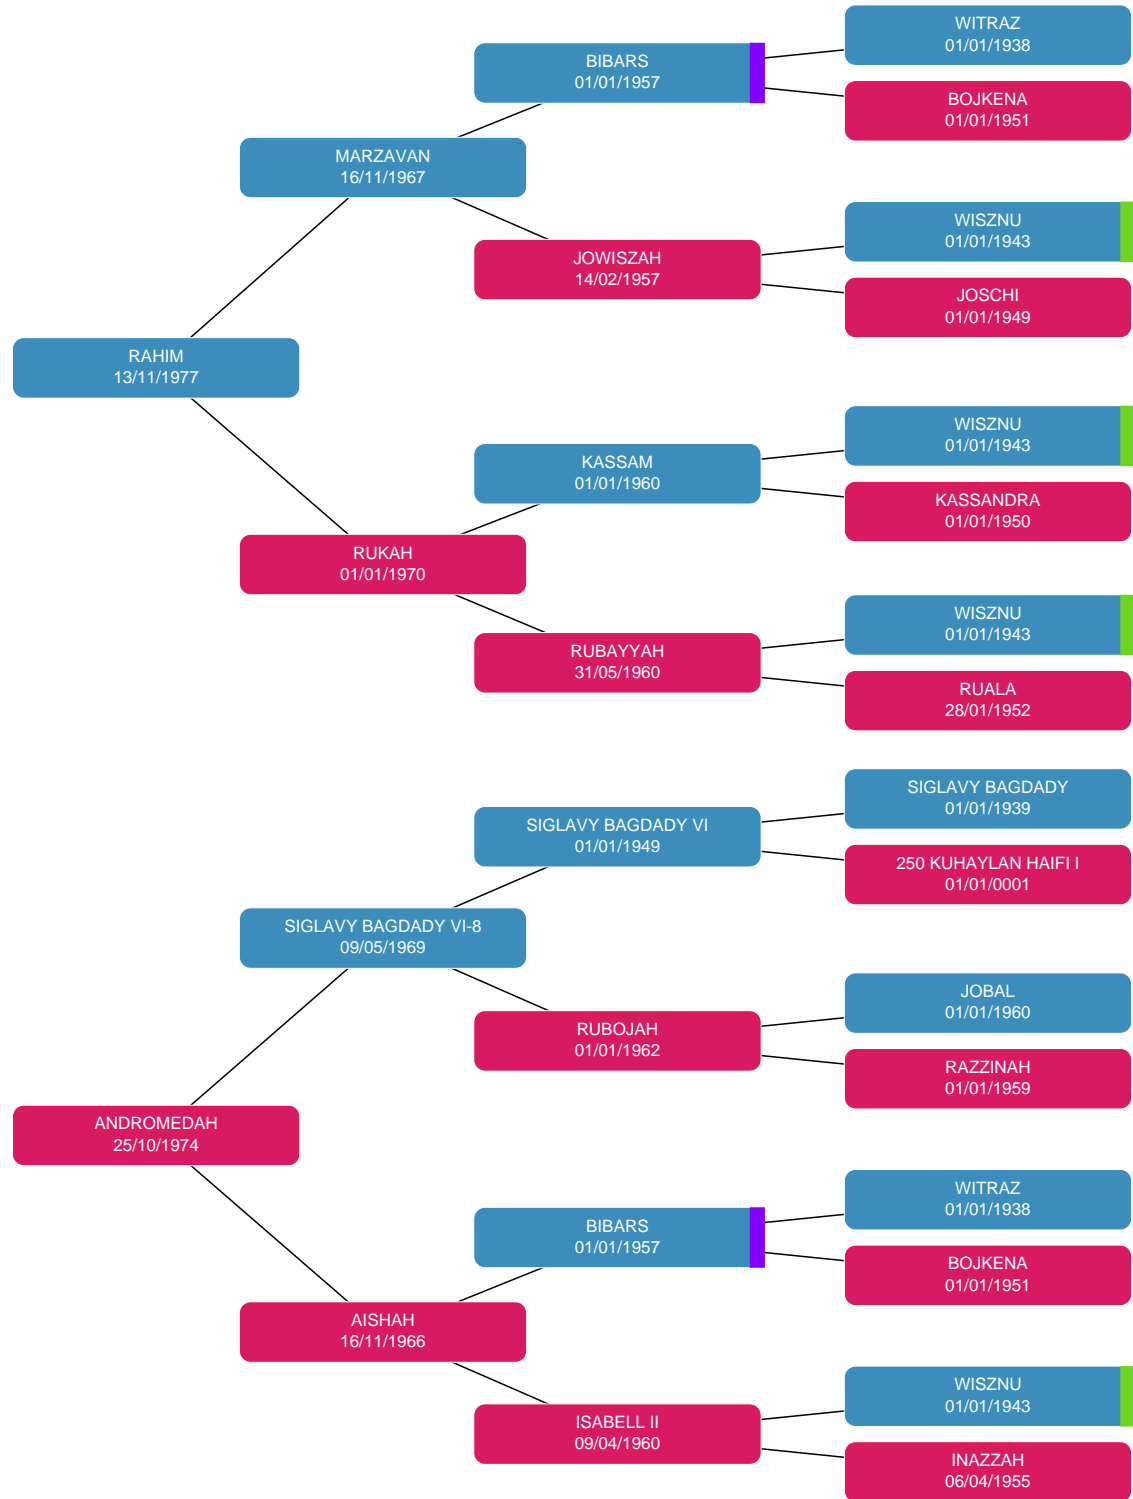 WITRAZ
01/01/1938
BIBARS
01/01/1957
BOJKENA
01/01/1951
MARZAVAN
16/11/1967
WISZNU
01/01/1943
JOWISZAH
14/02/1957
JOSCHI
01/01/1949
RAHIM
13/11/1977
WISZNU
01/01/1943
KASSAM
01/01/1960
KASSANDRA
01/01/1950
RUKAH
01/01/1970
WISZNU
01/01/1943
RUBAYYAH
31/05/1960
RUALA
28/01/1952
SIGLAVY BAGDADY
01/01/1939
SIGLAVY BAGDADY VI
01/01/1949
250 KUHAYLAN HAIFI I
01/01/0001
SIGLAVY BAGDADY VI-8
09/05/1969
JOBAL
01/01/1960
RUBOJAH
01/01/1962
RAZZINAH
01/01/1959
ANDROMEDAH
25/10/1974
WITRAZ
01/01/1938
BIBARS
01/01/1957
BOJKENA
01/01/1951
AISHAH
16/11/1966
WISZNU
01/01/1943
ISABELL II
09/04/1960
INAZZAH
06/04/1955